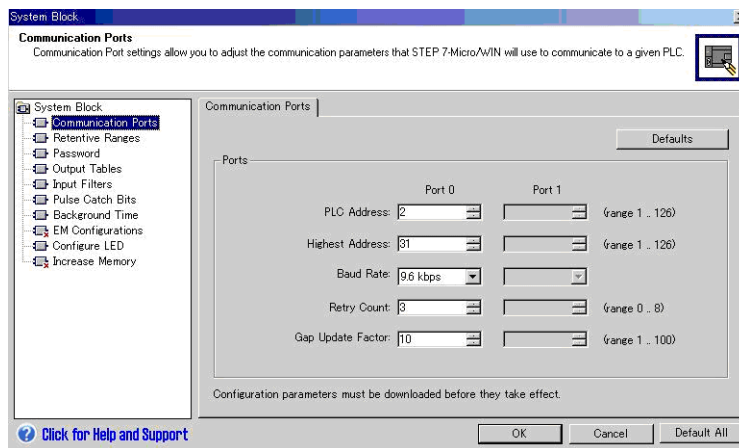 System Block
Communication Ports
Communication Port settings allow you to adjust the communication parameters that STEP 7-Micro/WIN will use to communicate to a given PLC.
System Block
Communication Ports
Retentive Ranges
Password
Output Tables
Input Filters
Pulse Catch Bits
Background Time
EM Configurations
Configure LED
Increase Memory
Communication Ports
Defaults
Ports
Port 0 Port 1
PLC Address: 2 (range 1 .. 126)
Highest Address: 31 (range 1 .. 126)
Baud Rate: 9.6 kbps
Retry Count: 3 (range 0 .. 8)
Gap Update Factor: 10 (range 1 .. 100)
Configuration parameters must be downloaded before they take effect.
Click for Help and Support
OK Cancel Default All